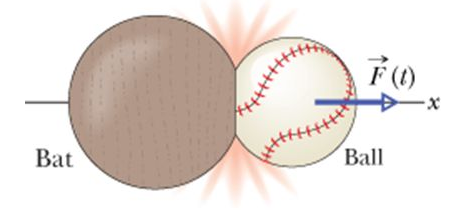 F⃗ (t)
x
Bat
Ball